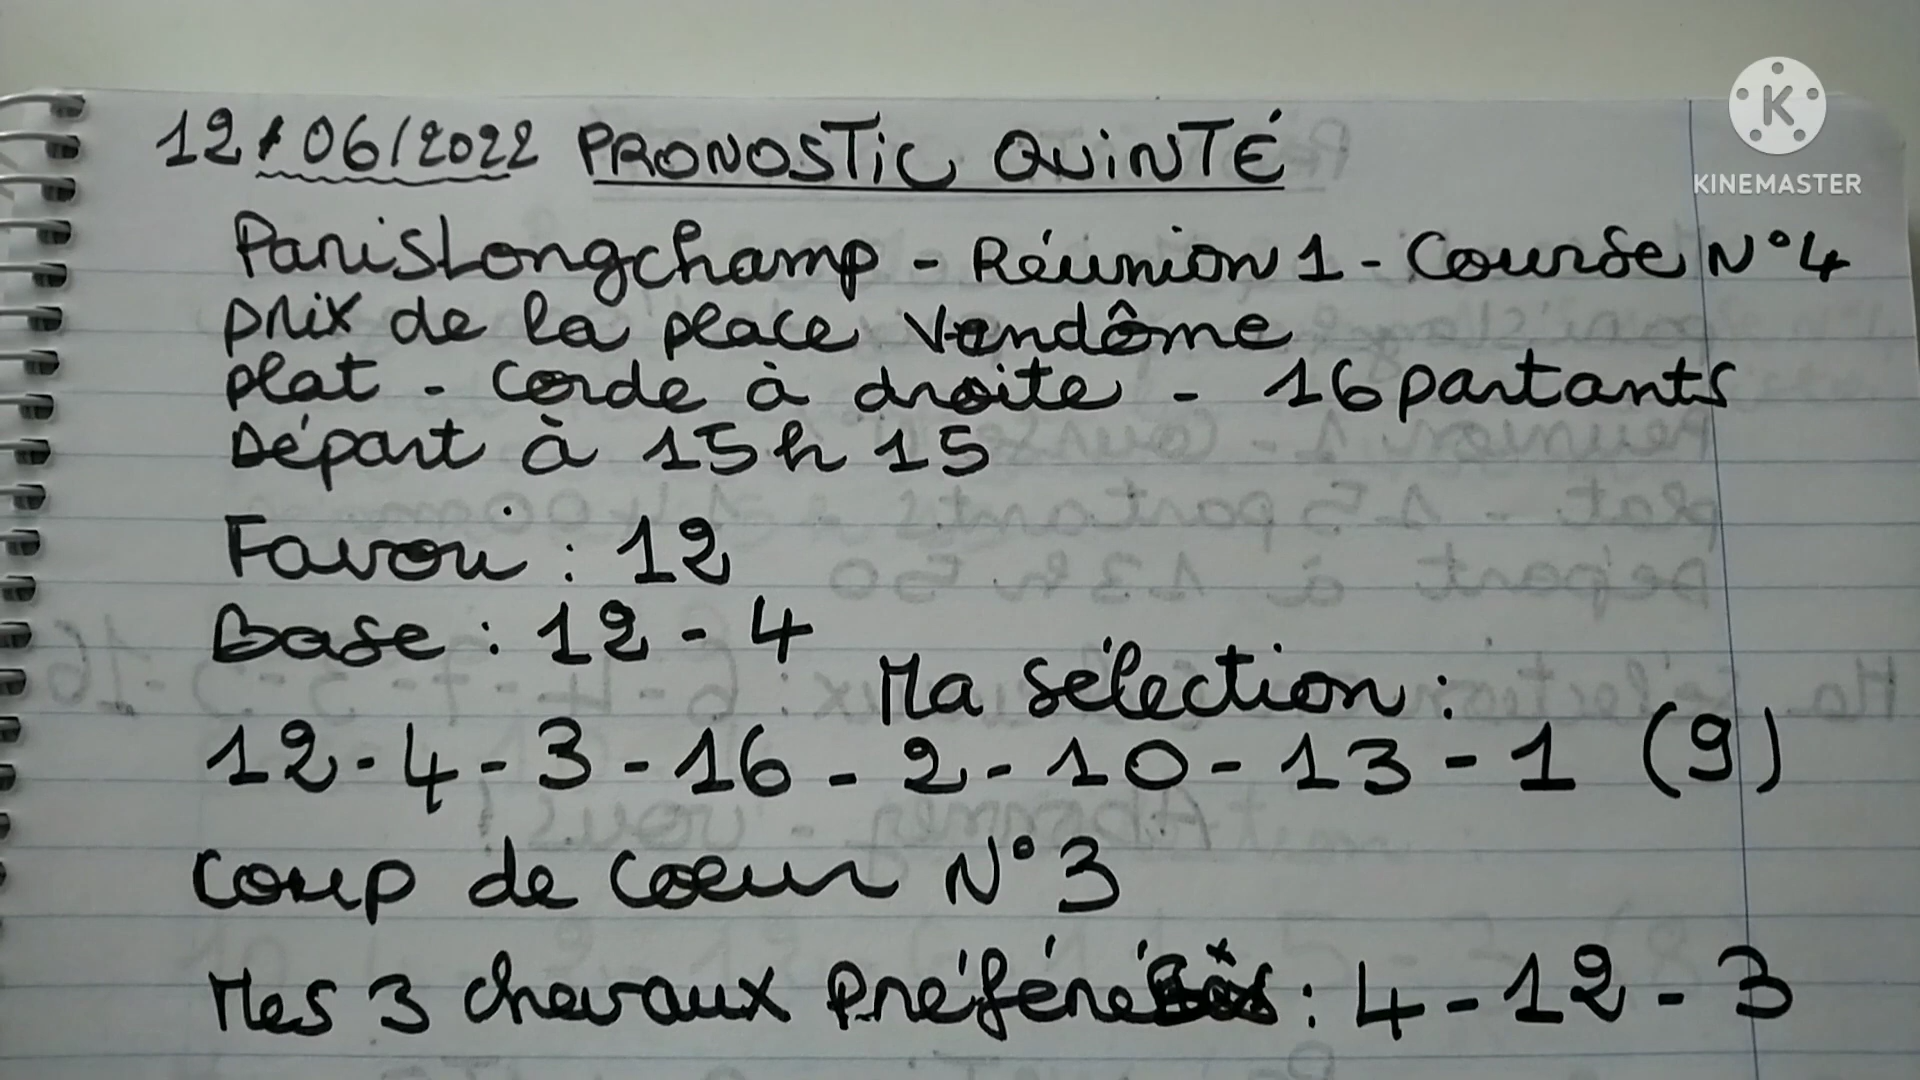 12/06/2022 PRONOSTIC QUINTÉ
KINEMASTER
ParisLongchamp - Réunion 1 - Course N°4
prix de la place Vendôme
plat - Corde à droite - 16 partants
Départ à 15h15
Favori : 12
Base : 12 - 4
Ma sélection :
12 - 4 - 3 - 16 - 2 - 10 - 13 - 1 (9)
Coup de coeur N°3
Mes 3 chevaux préférés : 4 - 12 - 3